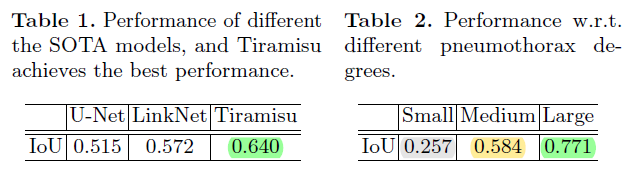 Table 1. Performance of different
the SOTA models, and Tiramisu
achieves the best performance.
U-Net LinkNet Tiramisu
IoU 0.515 0.572 0.640
Table 2. Performance w.r.t.
different pneumothorax de-
grees.
Small Medium Large
IoU 0.257 0.584 0.771